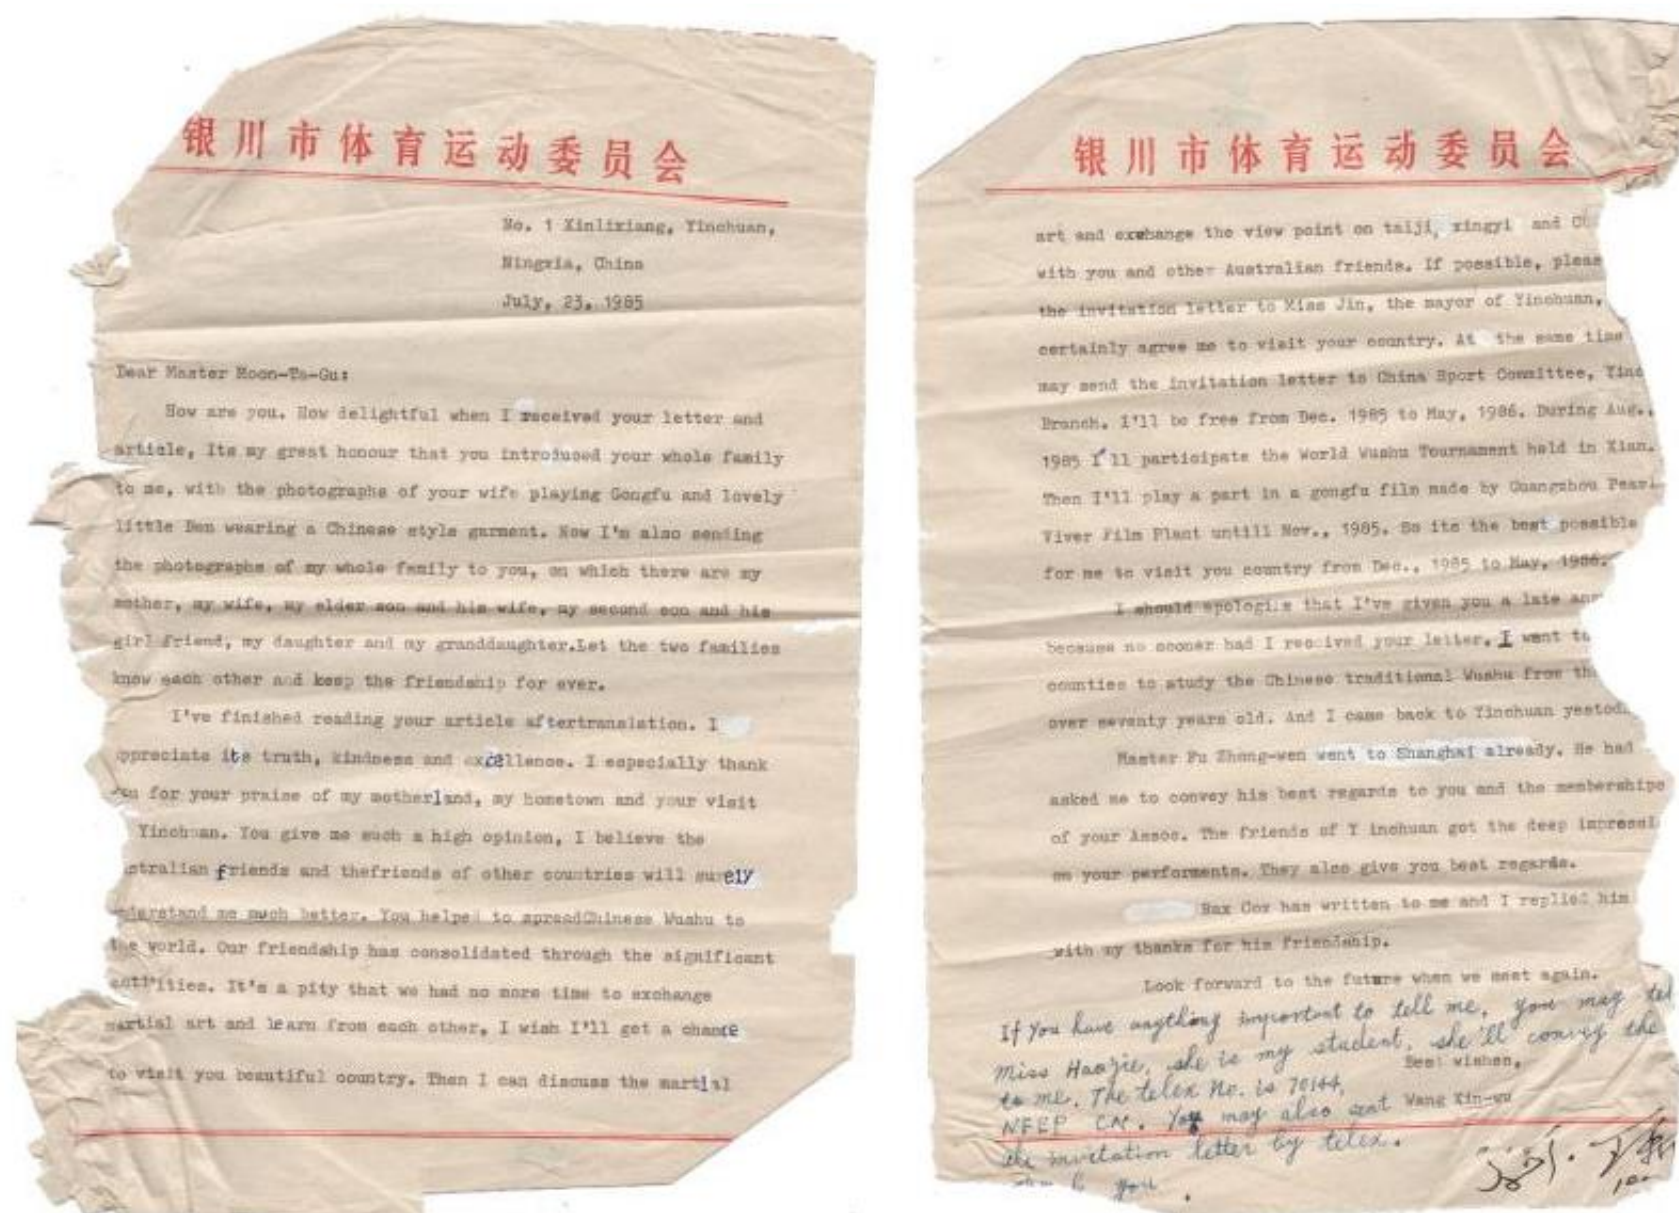 银川市体育运动委员会
No. 1 Xinlixiang, Yinchuan,
Ningxia, China
July, 23, 1985
Dear Master Moon-Ta-Gu:
How are you. How delightful when I received your letter and
article, Its my great honour that you introduced your whole family
to me, with the photographs of your wife playing Gongfu and lovely
little Ben wearing a Chinese style garment. Now I'm also sending
the photographs of my whole family to you, on which there are my
mother, my wife, my elder son and his wife, my second son and his
girl friend, my daughter and my granddaughter.Let the two families
know each other and keep the friendship for ever.
I've finished reading your article aftertranslation. I
appreciate its truth, kindness and excellence. I especially thank
you for your praise of my motherland, my hometown and your visit
Yinchuan. You give me such a high opinion, I believe the
stralian friends and thefriends of other countries will surely
understand me much better. You helped to spreadChinese Wushu to
the world. Our friendship has consolidated through the significant
activities. It's a pity that we had no more time to exchange
martial art and learn from each other, I wish I'll get a chance
to visit you beautiful country. Then I can discuss the martial
银川市体育运动委员会
art and exchange the view point on taiji, xingyi and
with you and other Australian friends. If possible, please
the invitation letter to Miss Jin, the mayor of Yinchuan,
certainly agree me to visit your country. At the same time
may send the invitation letter to China Sport Committee, Yinc
Branch. I'll be free from Dec. 1985 to May, 1986. During Aug.,
1985 I'll participate the World Wushu Tournament held in Xian.
Then I'll play a part in a gongfu film made by Guangzhou Pearl
Viver Film Plant untill Nov., 1985. So its the best possible
for me to visit you country from Dec., 1985 to May, 1986.
I should apologile that I've given you a late ans
because no sooner had I received your letter. I went to
counties to study the Chinese traditional Wushu from th
over seventy years old. And I came back to Yinchuan yestod
Master Fu Zhong-wen went to Shanghai already. He had
asked me to convey his best regards to you and the memberships
of your Assoc. The friends of Y inchuan got the deep impressi
on your performents. They also give you best regards.
Rax Cox has written to me and I replied him
with my thanks for him friendship.
Look forward to the future when we meet again.
If you have angthing important to tell me, you may tel
miss Haozie, she is my student, she'll convey the
Best wishes,
to me. The telex No. is 70144,
NFEP CN. You may also sent
Wang Xin-wu
the invitation letter by telex.
you